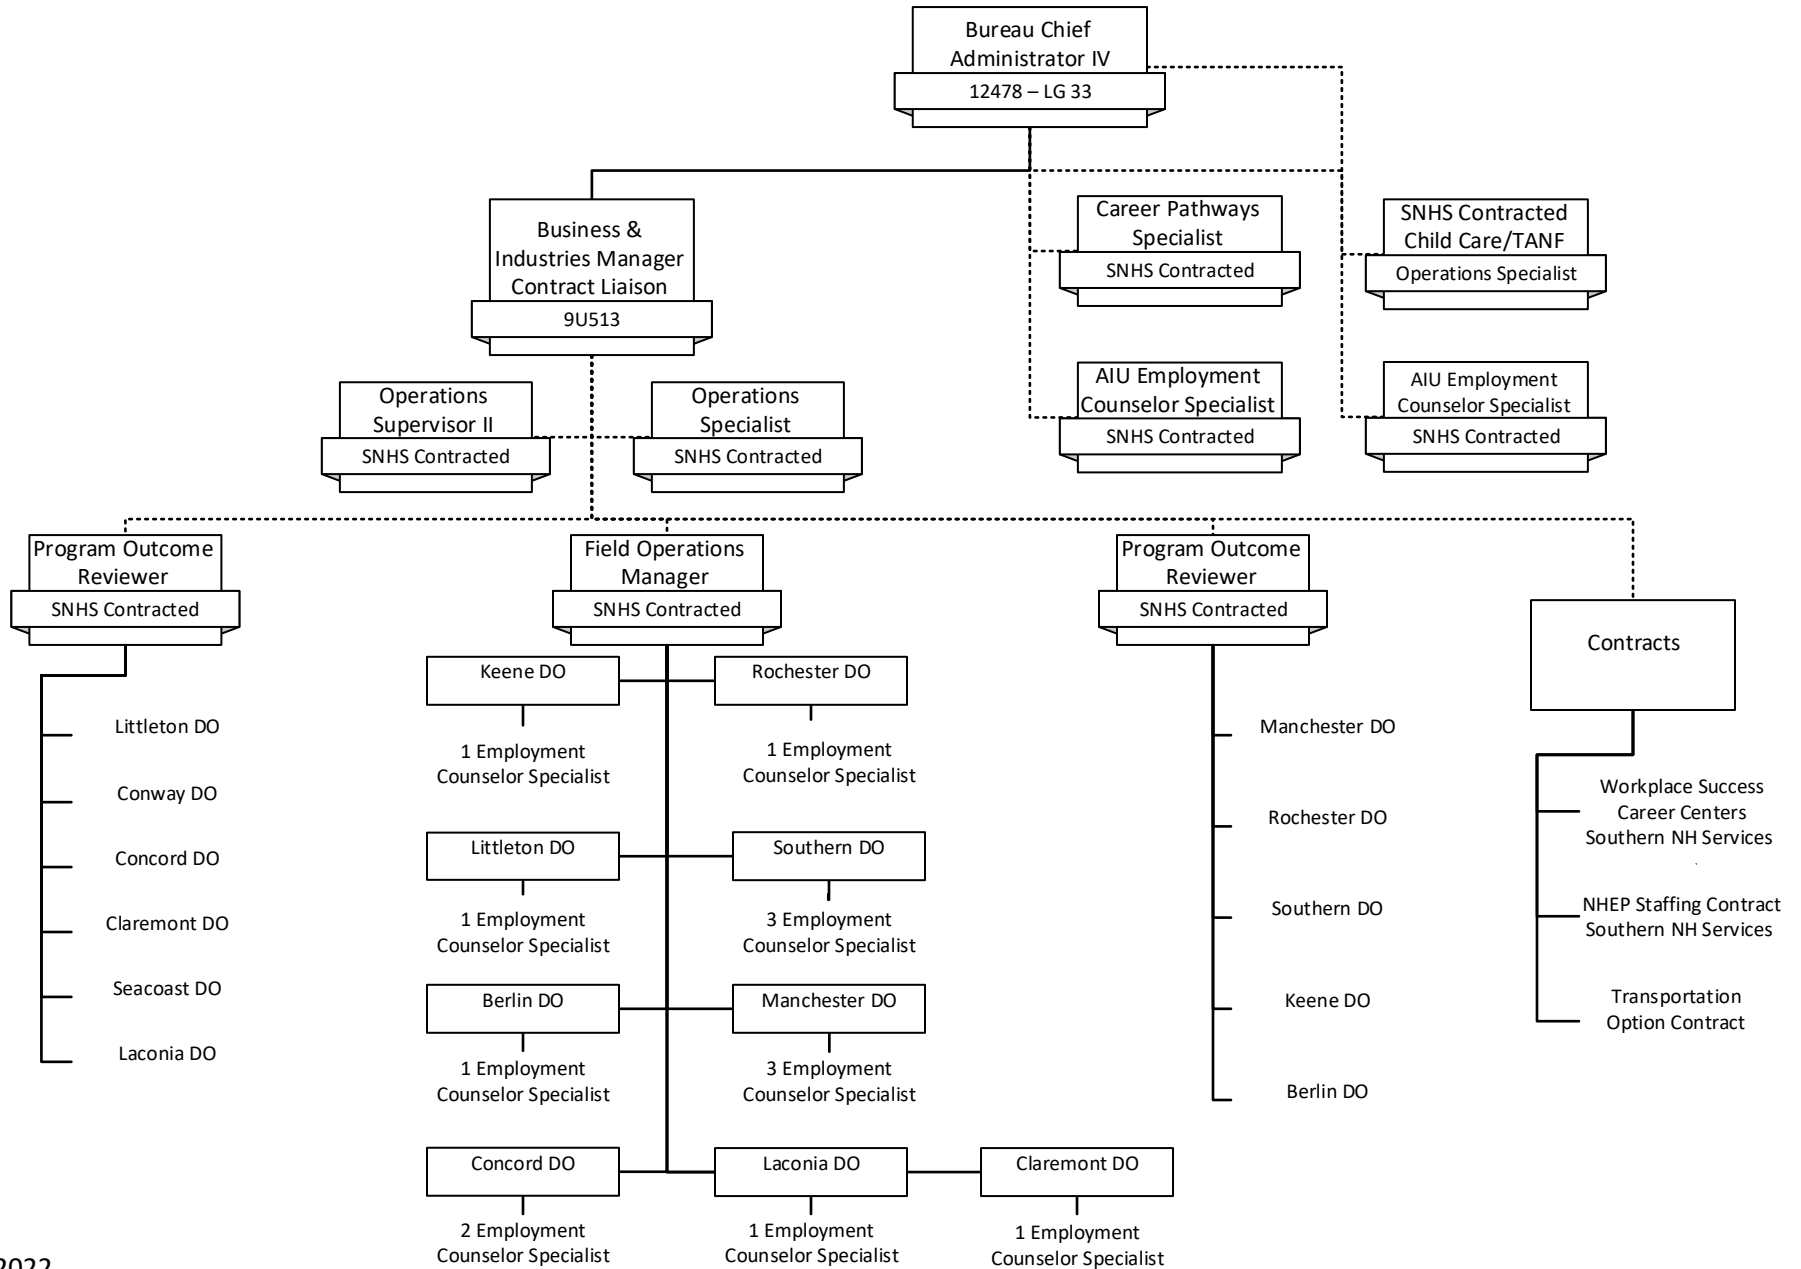 Bureau Chief
Administrator IV
12478 – LG 33
Business &
Industries Manager
Contract Liaison
9U513
Career Pathways
Specialist
SNHS Contracted
SNHS Contracted
Child Care/TANF
Operations Specialist
AIU Employment
Counselor Specialist
SNHS Contracted
AIU Employment
Counselor Specialist
SNHS Contracted
Operations
Supervisor II
SNHS Contracted
Operations
Specialist
SNHS Contracted
Program Outcome
Reviewer
SNHS Contracted
Littleton DO
Conway DO
Concord DO
Claremont DO
Seacoast DO
Laconia DO
Field Operations
Manager
SNHS Contracted
Keene DO
1 Employment
Counselor Specialist
Rochester DO
1 Employment
Counselor Specialist
Littleton DO
1 Employment
Counselor Specialist
Southern DO
3 Employment
Counselor Specialist
Berlin DO
1 Employment
Counselor Specialist
Manchester DO
3 Employment
Counselor Specialist
Concord DO
2 Employment
Counselor Specialist
Laconia DO
1 Employment
Counselor Specialist
Claremont DO
1 Employment
Counselor Specialist
Program Outcome
Reviewer
SNHS Contracted
Manchester DO
Rochester DO
Southern DO
Keene DO
Berlin DO
Contracts
Workplace Success
Career Centers
Southern NH Services
NHEP Staffing Contract
Southern NH Services
Transportation
Option Contract